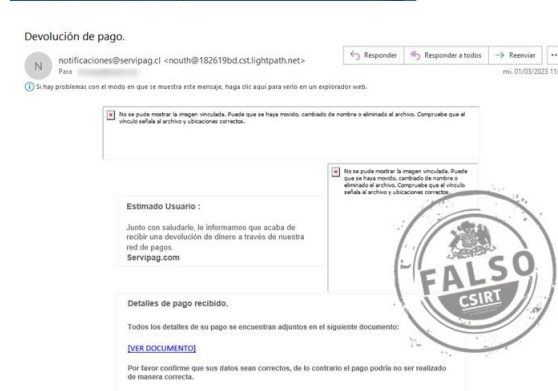 Devolución de pago.
N
notificaciones@servipag.cl <nouth@182619bd.cst.lightpath.net>
Para
Responder
Responder a todos
Reenviar
mi. 01/03/2023 11:
Si hay problemas con el modo en que se muestra este mensaje, haga clic aquí para verlo en un explorador web.
No se pude mostrar la imagen vinculada. Puede que se haya movido, cambiado de nombre o eliminado el archivo. Compruebe que el
vínculo señala al archivo y ubicaciones correctos.
No se pude mostrar la imagen vinculada. Puede
que se haya movido, cambiado de nombre o
eliminado el archivo. Compruebe que el vínculo
señala al archivo y ubicaciones correctos.
Estimado Usuario :
Junto con saludarle, le informamos que acaba de
recibir una devolución de dinero a través de nuestra
red de pagos.
Servipag.com
FALSO
CSIRT
Detalles de pago recibido.
Todos los detalles de su pago se encuentran adjuntos en el siguiente documento:
[VER DOCUMENTO]
Por favor confirme que sus datos sean correctos, de lo contrario el pago podría no ser realizado
de manera correcta.